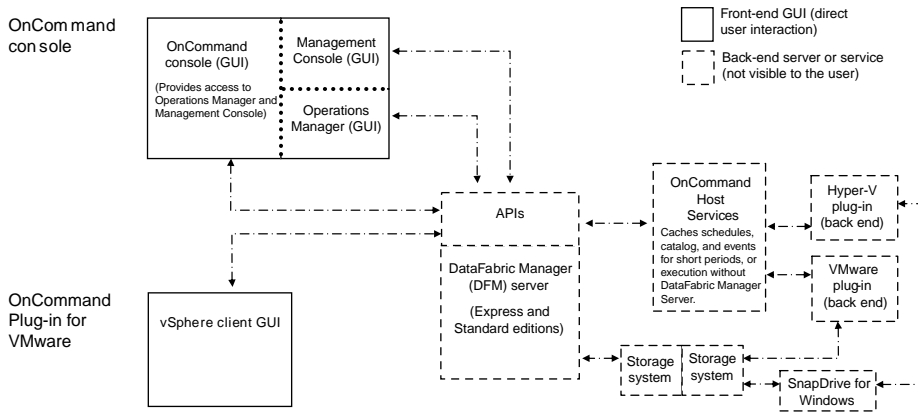 OnCommand
console
OnCommand
console (GUI)
(Provides access to
Operations Manager and
Management Console)
Management
Console (GUI)
Operations
Manager (GUI)
Front-end GUI (direct
user interaction)
Back-end server or service
(not visible to the user)
APIs
DataFabric Manager
(DFM) server
(Express and
Standard editions)
OnCommand
Host
Services
Caches schedules,
catalog, and events
for short periods, or
execution without
DataFabric Manager
Server.
Hyper-V
plug-in
(back end)
VMware
plug-in
(back end)
OnCommand
Plug-in for
VMware
vSphere client GUI
Storage
system
Storage
system
SnapDrive for
Windows